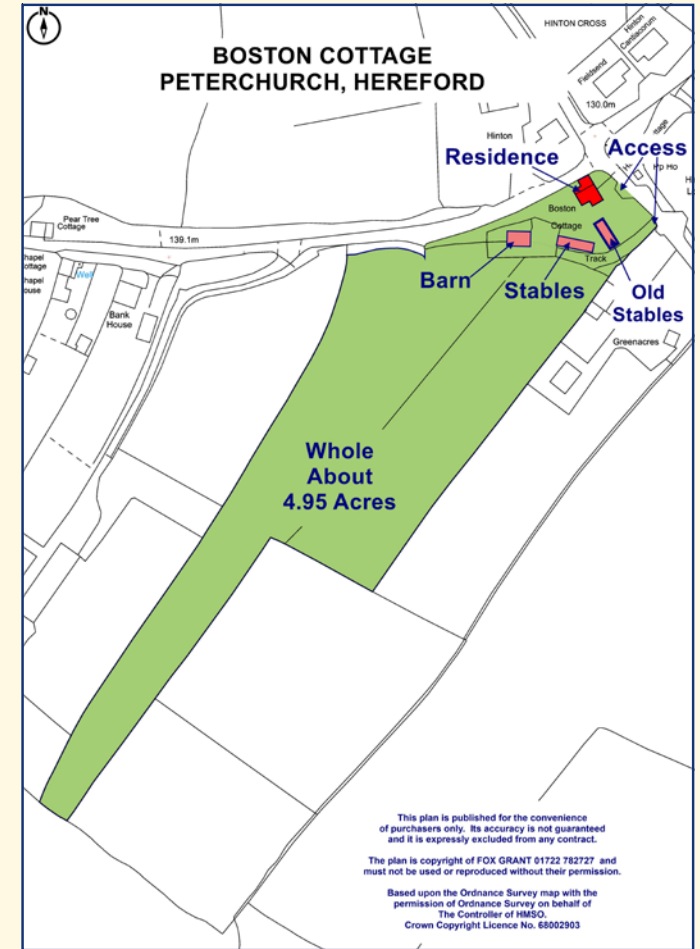 N
BOSTON COTTAGE
PETERCHURCH, HEREFORD
HINTON CROSS
Hinton
Cantiacorum
Fieldsend
130.0m
Hinton
Residence
Access
Boston
Cottage
Track
Barn
Stables
Old
Stables
Greenacres
Pear Tree
Cottage
139.1m
Well
Bank
House
Whole
About
4.95 Acres
This plan is published for the convenience
of purchasers only. Its accuracy is not guaranteed
and it is expressly excluded from any contract.
The plan is copyright of FOX GRANT 01722 782727 and
must not be used or reproduced without their permission.
Based upon the Ordnance Survey map with the
permission of Ordnance Survey on behalf of
The Controller of HMSO.
Crown Copyright Licence No. 68002903